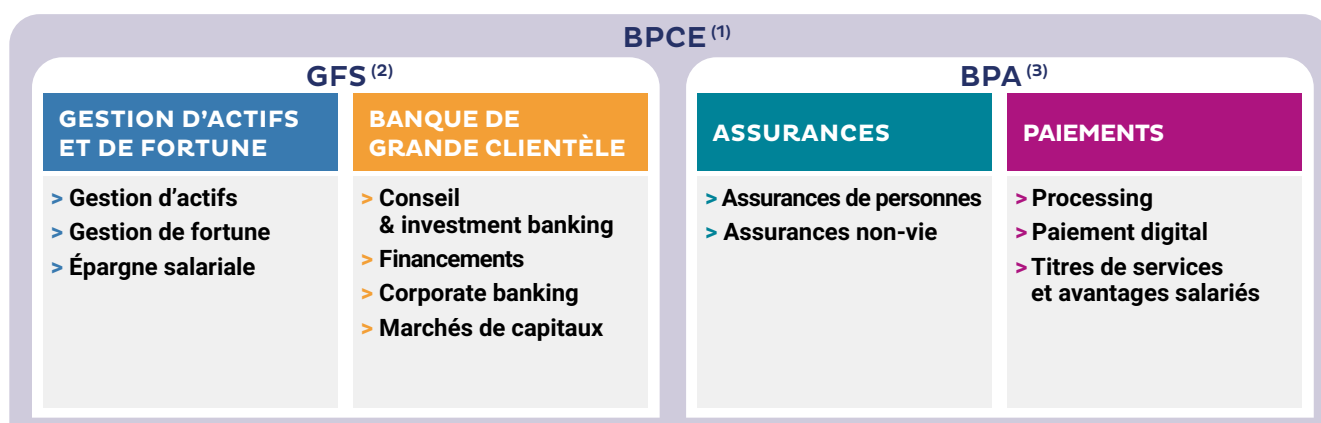 BPCE (1)
GFS (2)
GESTION D'ACTIFS
ET DE FORTUNE
> Gestion d'actifs
> Gestion de fortune
> Épargne salariale
BANQUE DE
GRANDE CLIENTÈLE
> Conseil
& investment banking
> Financements
> Corporate banking
> Marchés de capitaux
BPA (3)
ASSURANCES
> Assurances de personnes
> Assurances non-vie
PAIEMENTS
> Processing
> Paiement digital
> Titres de services
et avantages salariés